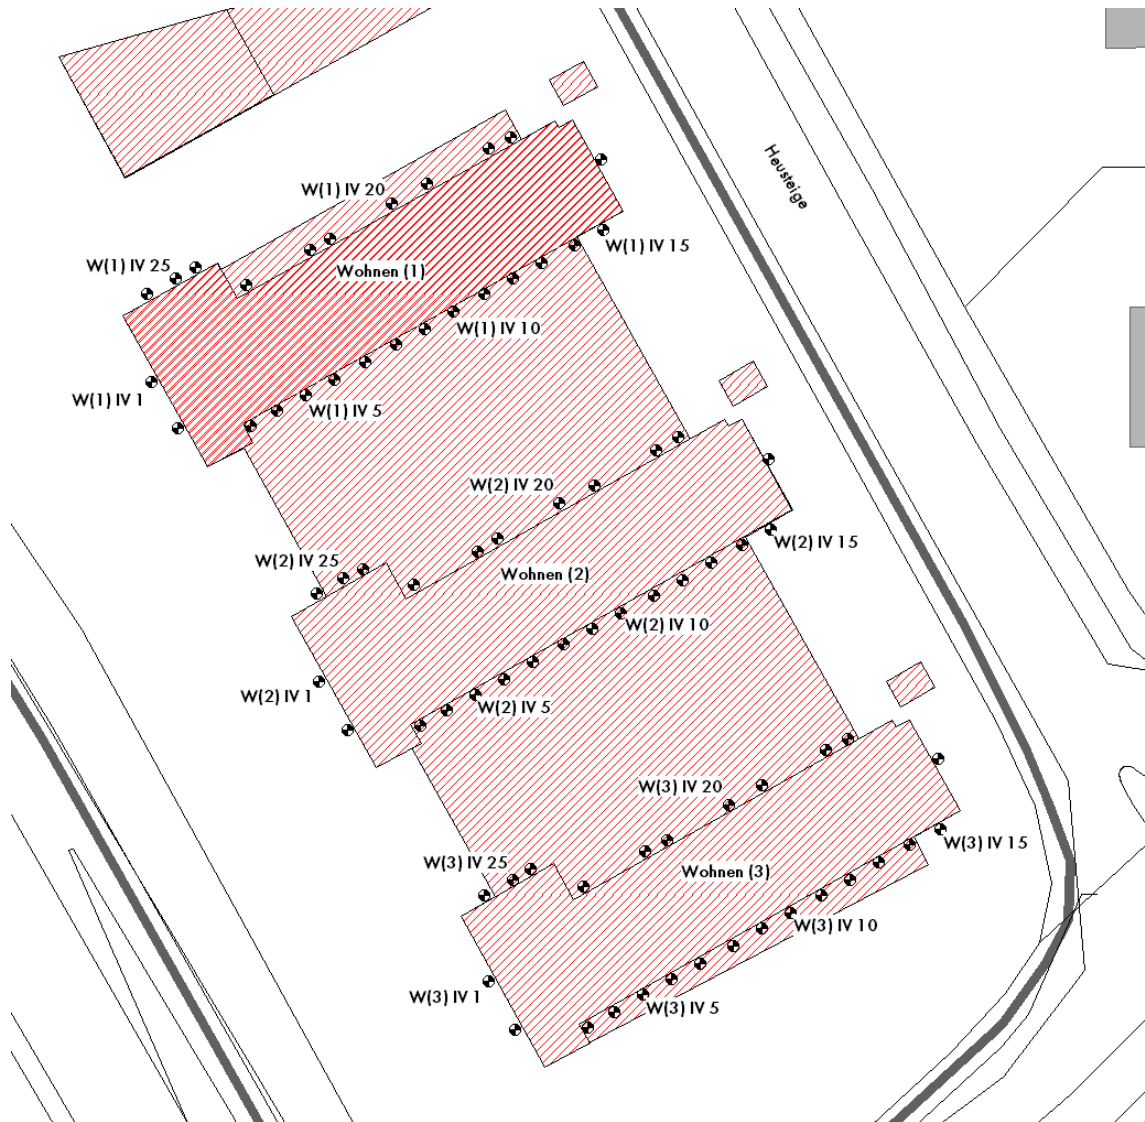 Heusteige
W(1) IV 20
W(1) IV 15
W(1) IV 25
Wohnen (1)
W(1) IV 10
W(1) IV 1
W(1) IV 5
W(2) IV 20
W(2) IV 15
W(2) IV 25
Wohnen (2)
W(2) IV 10
W(2) IV 1
W(2) IV 5
W(3) IV 20
W(3) IV 15
W(3) IV 25
Wohnen (3)
W(3) IV 10
W(3) IV 1
W(3) IV 5